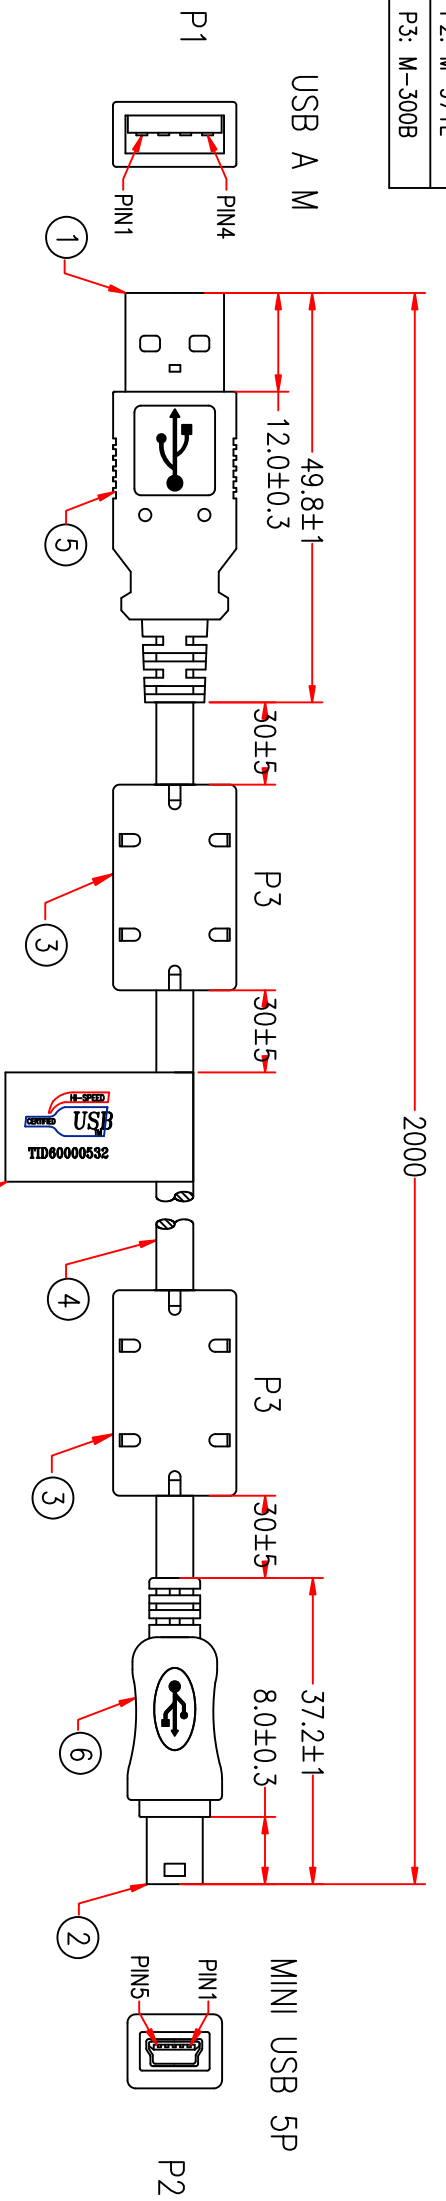 P3: M-300B
P1
USB A M
PIN4
PIN1
1
49.8±1
12.0±0.3
5
30±5
P3
3
30±5
2000
HI-SPEED
CERTIFIED
USB
TM
TID60000532
4
P3
3
30±5
37.2±1
8.0±0.3
6
2
MINI USB 5P
PIN1
PIN5
P2